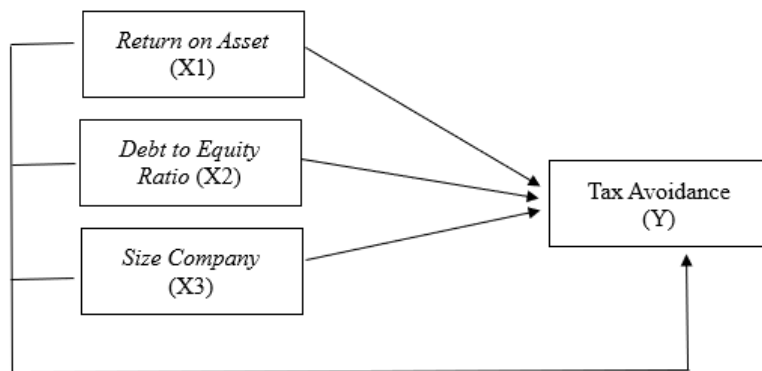 Return on Asset
(X1)
Debt to Equity
Ratio (X2)
Tax Avoidance
(Y)
Size Company
(X3)